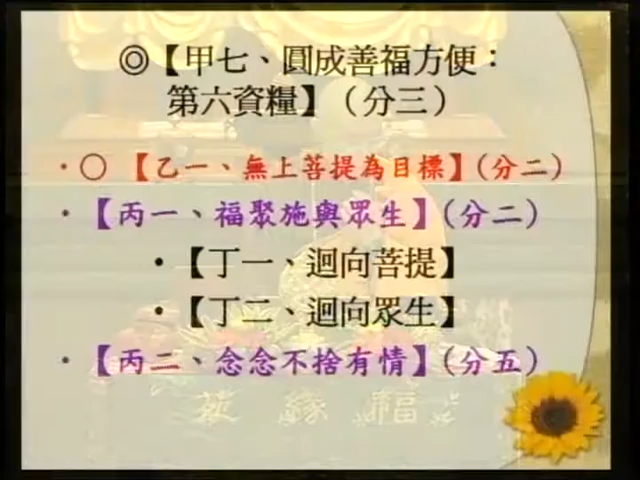 ◎【甲七、圓成善福方便：
第六資糧】（分三）
·○【乙一、無上菩提為目標】（分二）
·【丙一、福聚施與眾生】（分二）
·【丁一、迴向菩提】
·【丁二、迴向眾生】
·【丙二、念念不捨有情】（分五）